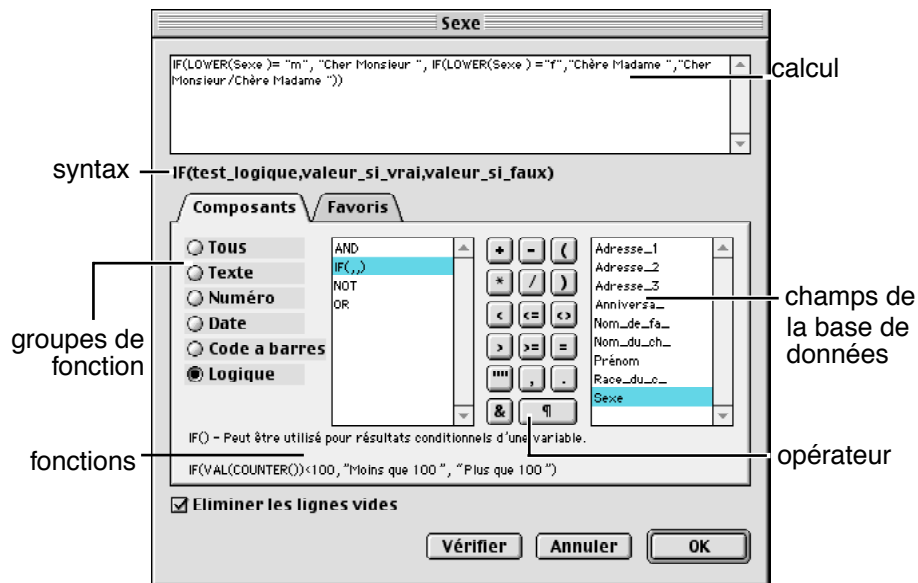 Sexe
IF(LOWER(Sexe )= "m", "Cher Monsieur ", IF(LOWER(Sexe ) ="f","Chère Madame ","Cher
Monsieur/Chère Madame "))
calcul
syntax
IF(test_logique,valeur_si_vrai,valeur_si_faux)
Composants
Favoris
Tous
Texte
Numéro
Date
Code a barres
Logique
groupes de
fonction
AND
IF(,,)
NOT
OR
+ - (
* / )
< <= <>
> >= =
"" , .
& ¶
Adresse_1
Adresse_2
Adresse_3
Anniversa_
Nom_de_fa_
Nom_du_ch_
Prénom
Race_du_c_
Sexe
champs de
la base de
données
opérateur
IF() - Peut être utilisé pour résultats conditionnels d'une variable.
fonctions
IF(VAL(COUNTER())<100, "Moins que 100 ", "Plus que 100 ")
Eliminer les lignes vides
Vérifier
Annuler
OK